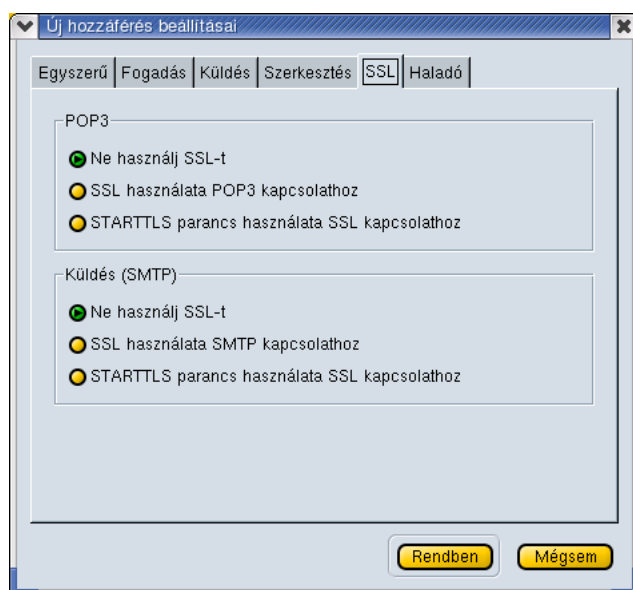 Új hozzáférés beállításai
Egyszerű Fogadás Küldés Szerkesztés SSL Haladó
POP3
Ne használj SSL-t
SSL használata POP3 kapcsolathoz
STARTTLS parancs használata SSL kapcsolathoz
Küldés (SMTP)
Ne használj SSL-t
SSL használata SMTP kapcsolathoz
STARTTLS parancs használata SSL kapcsolathoz
Rendben Mégsem